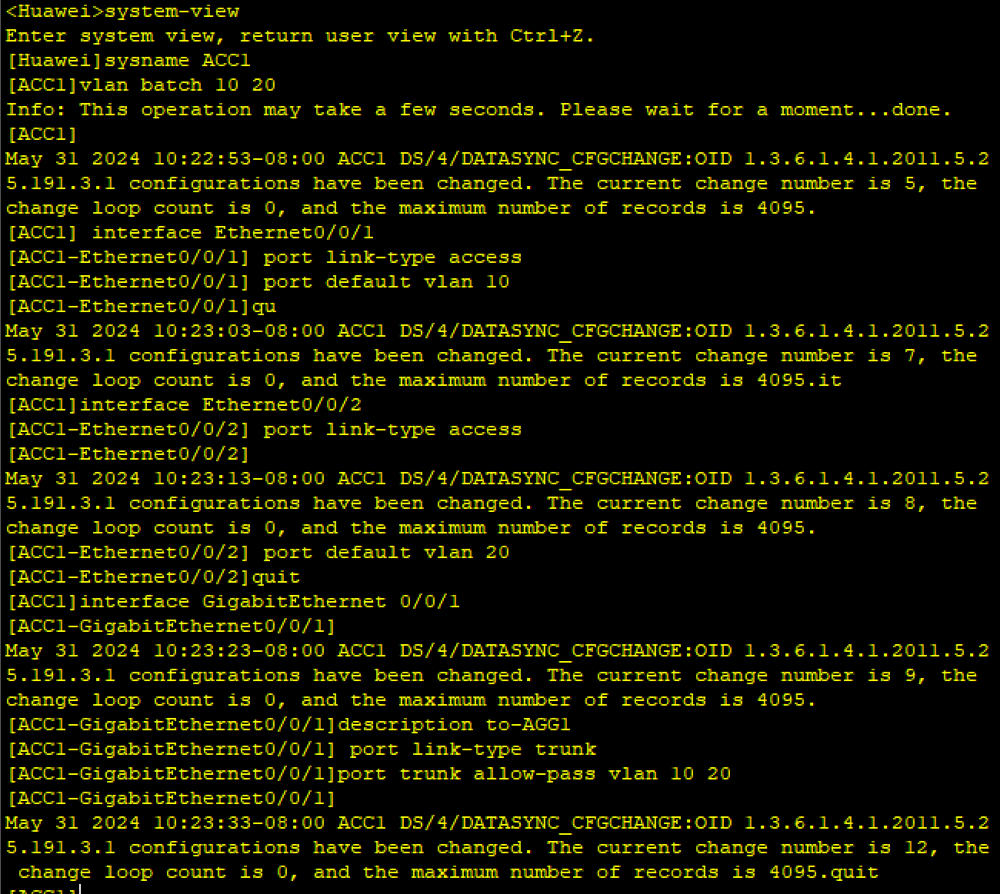 <Huawei>system-view
Enter system view, return user view with Ctrl+Z.
[Huawei]sysname ACC1
[ACC1]vlan batch 10 20
Info: This operation may take a few seconds. Please wait for a moment...done.
[ACC1]
May 31 2024 10:22:53-08:00 ACC1 DS/4/DATASYNC_CFGCHANGE:OID 1.3.6.1.4.1.2011.5.2
5.191.3.1 configurations have been changed. The current change number is 5, the
change loop count is 0, and the maximum number of records is 4095.
[ACC1] interface Ethernet0/0/1
[ACC1-Ethernet0/0/1] port link-type access
[ACC1-Ethernet0/0/1] port default vlan 10
[ACC1-Ethernet0/0/1]qu
May 31 2024 10:23:03-08:00 ACC1 DS/4/DATASYNC_CFGCHANGE:OID 1.3.6.1.4.1.2011.5.2
5.191.3.1 configurations have been changed. The current change number is 7, the
change loop count is 0, and the maximum number of records is 4095.it
[ACC1]interface Ethernet0/0/2
[ACC1-Ethernet0/0/2] port link-type access
[ACC1-Ethernet0/0/2]
May 31 2024 10:23:13-08:00 ACC1 DS/4/DATASYNC_CFGCHANGE:OID 1.3.6.1.4.1.2011.5.2
5.191.3.1 configurations have been changed. The current change number is 8, the
change loop count is 0, and the maximum number of records is 4095.
[ACC1-Ethernet0/0/2] port default vlan 20
[ACC1-Ethernet0/0/2]quit
[ACC1]interface GigabitEthernet 0/0/1
[ACC1-GigabitEthernet0/0/1]
May 31 2024 10:23:23-08:00 ACC1 DS/4/DATASYNC_CFGCHANGE:OID 1.3.6.1.4.1.2011.5.2
5.191.3.1 configurations have been changed. The current change number is 9, the
change loop count is 0, and the maximum number of records is 4095.
[ACC1-GigabitEthernet0/0/1]description to-AGG1
[ACC1-GigabitEthernet0/0/1] port link-type trunk
[ACC1-GigabitEthernet0/0/1]port trunk allow-pass vlan 10 20
[ACC1-GigabitEthernet0/0/1]
May 31 2024 10:23:33-08:00 ACC1 DS/4/DATASYNC_CFGCHANGE:OID 1.3.6.1.4.1.2011.5.2
5.191.3.1 configurations have been changed. The current change number is 12, the
 change loop count is 0, and the maximum number of records is 4095.quit
[ACC1]